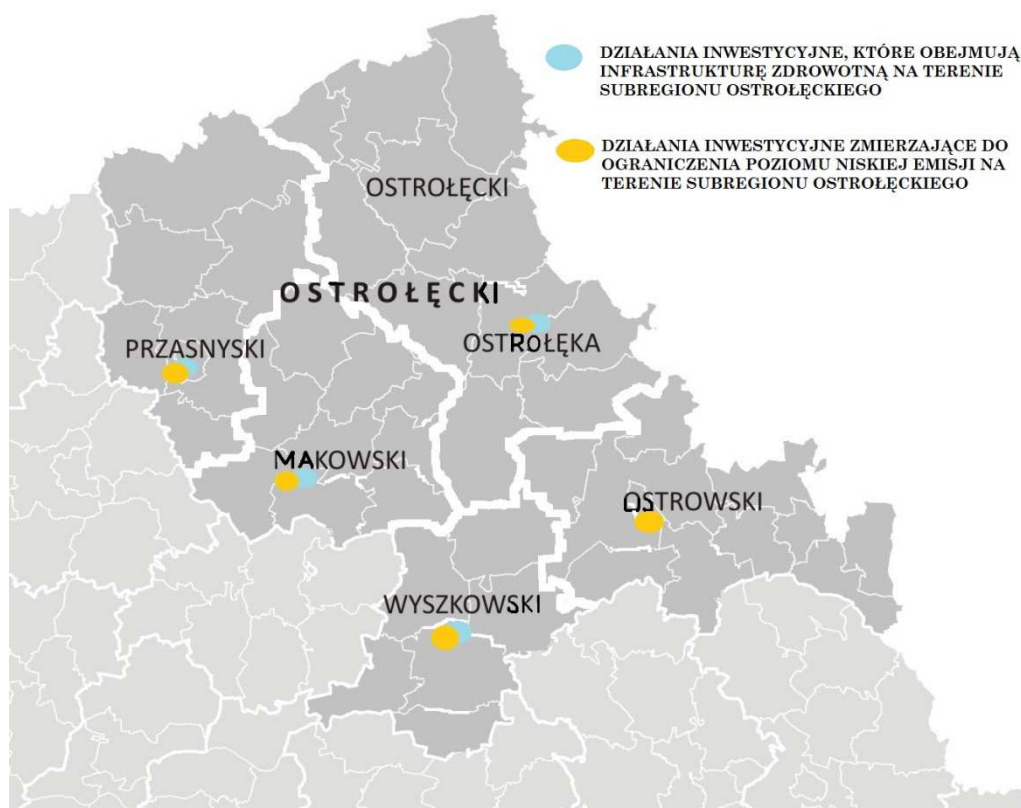 DZIAŁANIA INWESTYCYJNE, KTÓRE OBEJMUJĄ
INFRASTRUKTURĘ ZDROWOTNĄ NA TERENIE
SUBREGIONU OSTROŁĘCKIEGO
DZIAŁANIA INWESTYCYJNE ZMIERZAJĄCE DO
OGRANICZENIA POZIOMU NISKIEJ EMISJI NA
TERENIE SUBREGIONU OSTROŁĘCKIEGO
OSTROŁĘCKI
OSTROŁĘCKI
OSTROŁĘKA
PRZASNYSKI
MAKOWSKI
OSTROWSKI
WYSZKOWSKI